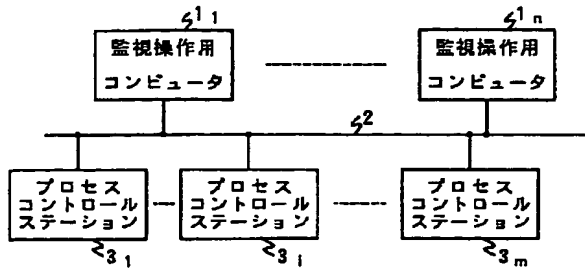 1 1
監視操作用
コンピュータ
1 n
監視操作用
コンピュータ
2
プロセス
コントロール
ステーション
3 1
プロセス
コントロール
ステーション
3 i
プロセス
コントロール
ステーション
3 m